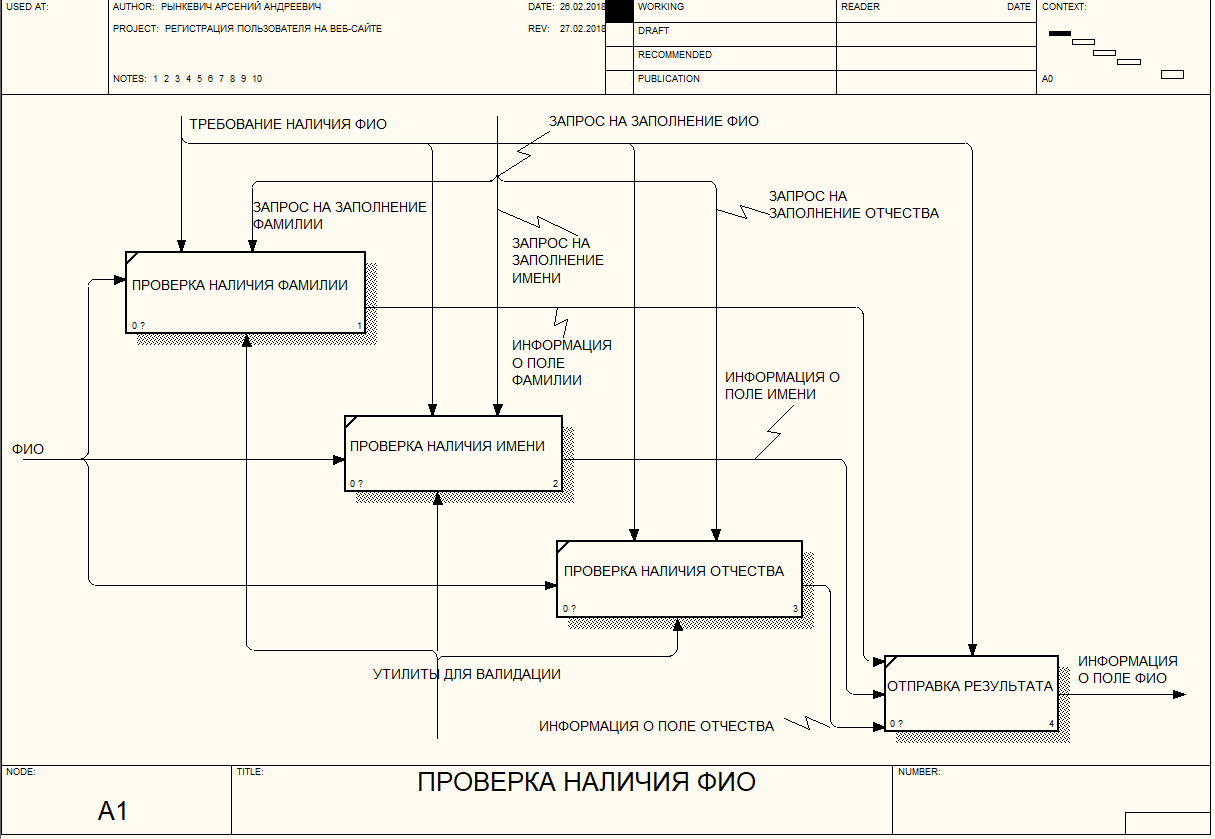 USED AT:
AUTHOR: РЫНКЕВИЧ АРСЕНИЙ АНДРЕЕВИЧ
DATE: 26.02.2018
PROJECT: РЕГИСТРАЦИЯ ПОЛЬЗОВАТЕЛЯ НА ВЕБ-САЙТЕ
REV: 27.02.2018
NOTES: 1 2 3 4 5 6 7 8 9 10
WORKING
DRAFT
RECOMMENDED
PUBLICATION
READER
DATE
CONTEXT:
A0
ТРЕБОВАНИЕ НАЛИЧИЯ ФИО
ЗАПРОС НА ЗАПОЛНЕНИЕ ФИО
ЗАПРОС НА ЗАПОЛНЕНИЕ
ФАМИЛИИ
ЗАПРОС НА
ЗАПОЛНЕНИЕ ОТЧЕСТВА
ЗАПРОС НА
ЗАПОЛНЕНИЕ
ИМЕНИ
ПРОВЕРКА НАЛИЧИЯ ФАМИЛИИ
0 ?
1
ИНФОРМАЦИЯ
О ПОЛЕ
ФАМИЛИИ
ИНФОРМАЦИЯ О
ПОЛЕ ИМЕНИ
ФИО
ПРОВЕРКА НАЛИЧИЯ ИМЕНИ
0 ?
2
ПРОВЕРКА НАЛИЧИЯ ОТЧЕСТВА
0 ?
3
УТИЛИТЫ ДЛЯ ВАЛИДАЦИИ
ОТПРАВКА РЕЗУЛЬТАТА
0 ?
4
ИНФОРМАЦИЯ
О ПОЛЕ ФИО
ИНФОРМАЦИЯ О ПОЛЕ ОТЧЕСТВА
NODE:
A1
TITLE:
ПРОВЕРКА НАЛИЧИЯ ФИО
NUMBER: